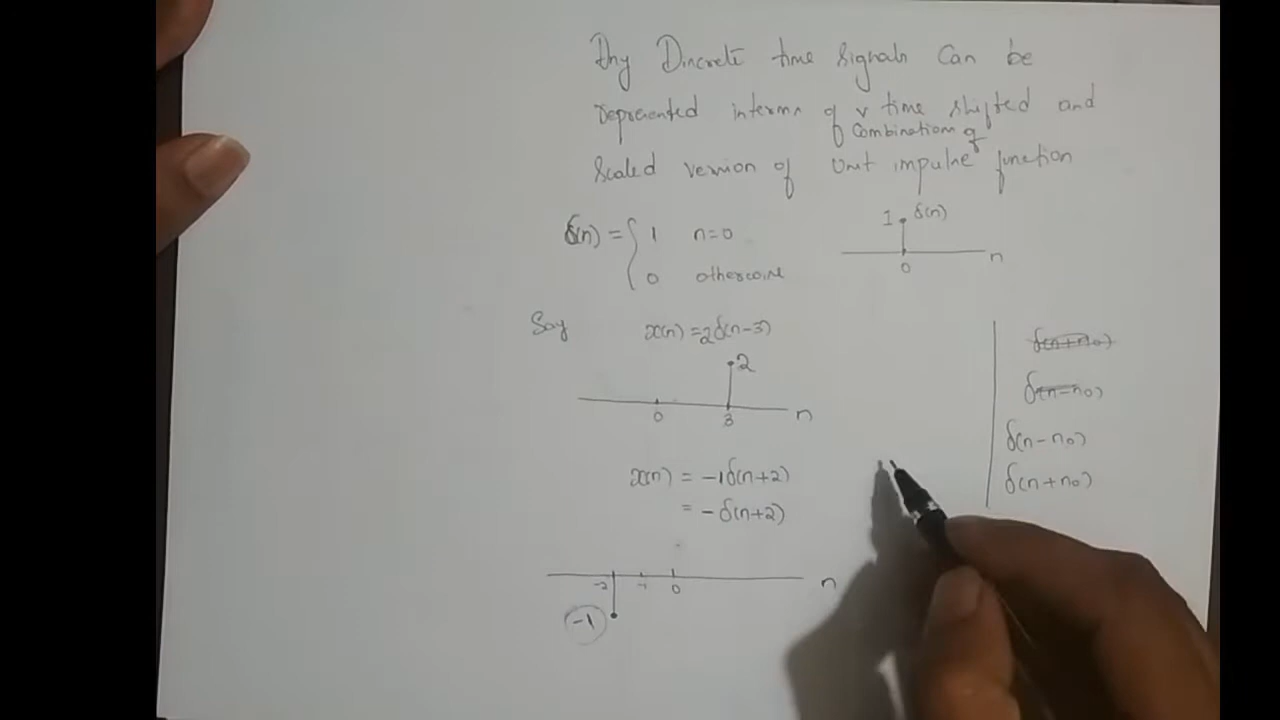 Any Discrete time signals can be
represented interms of v time shifted and
combination of
scaled version of Unit impulse function
δ(n) = { 1 n=0
0 otherwise
1 δ(n)
0 n
Say x(n) = 2δ(n-3)
2
0 3 n
x(n) = -1δ(n+2)
= -δ(n+2)
-2 -1 0 n
-1
δ(n+n0)
δ(n-n0)
δ(n-n0)
δ(n+n0)